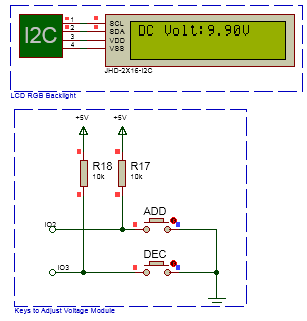 I2C
1
2
3
4
SCL
SDA
VDD
VSS
DC Volt:9.90V
JHD-2X16-I2C
LCD RGB Backlight
+5V
+5V
R18
10k
R17
10k
IO2
ADD
IO3
DEC
Keys to Adjust Voltage Module